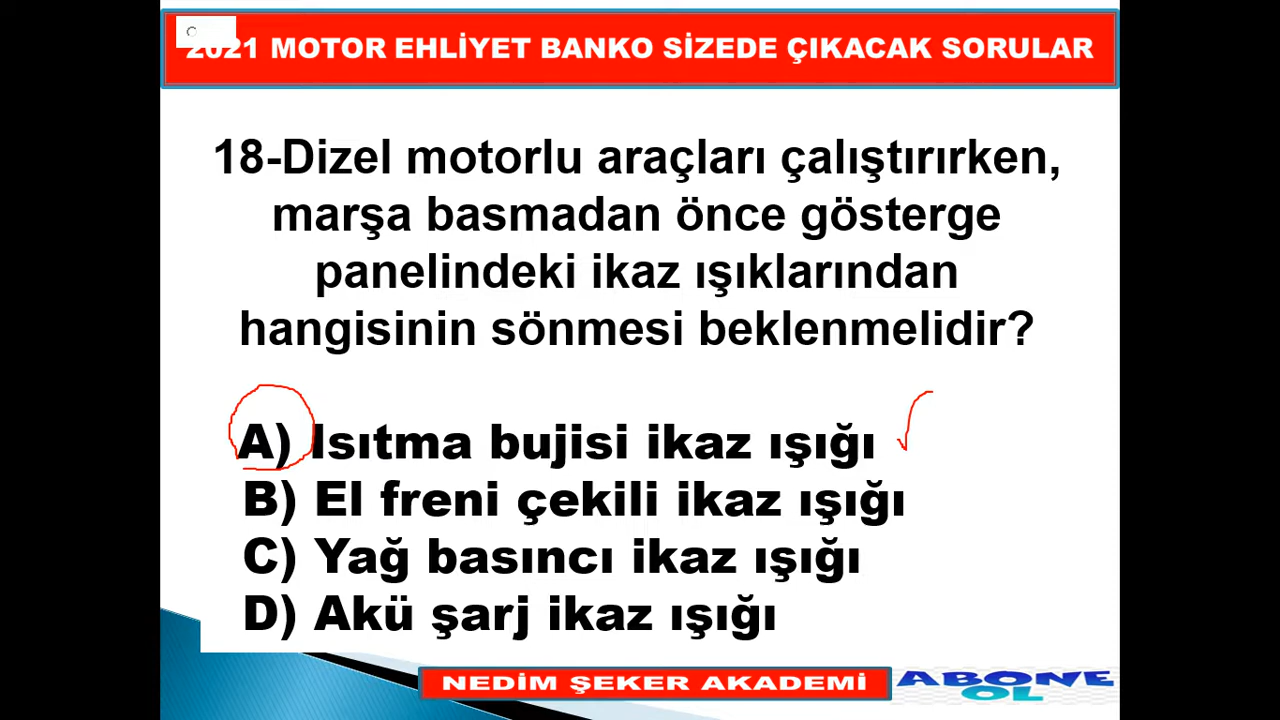 2021 MOTOR EHLİYET BANKO SİZEDE ÇIKACAK SORULAR
18-Dizel motorlu araçları çalıştırırken,
marşa basmadan önce gösterge
panelindeki ikaz ışıklarından
hangisinin sönmesi beklenmelidir?
A) Isıtma bujisi ikaz ışığı
B) El freni çekili ikaz ışığı
C) Yağ basıncı ikaz ışığı
D) Akü şarj ikaz ışığı
NEDİM ŞEKER AKADEMİ
ABONE
OL